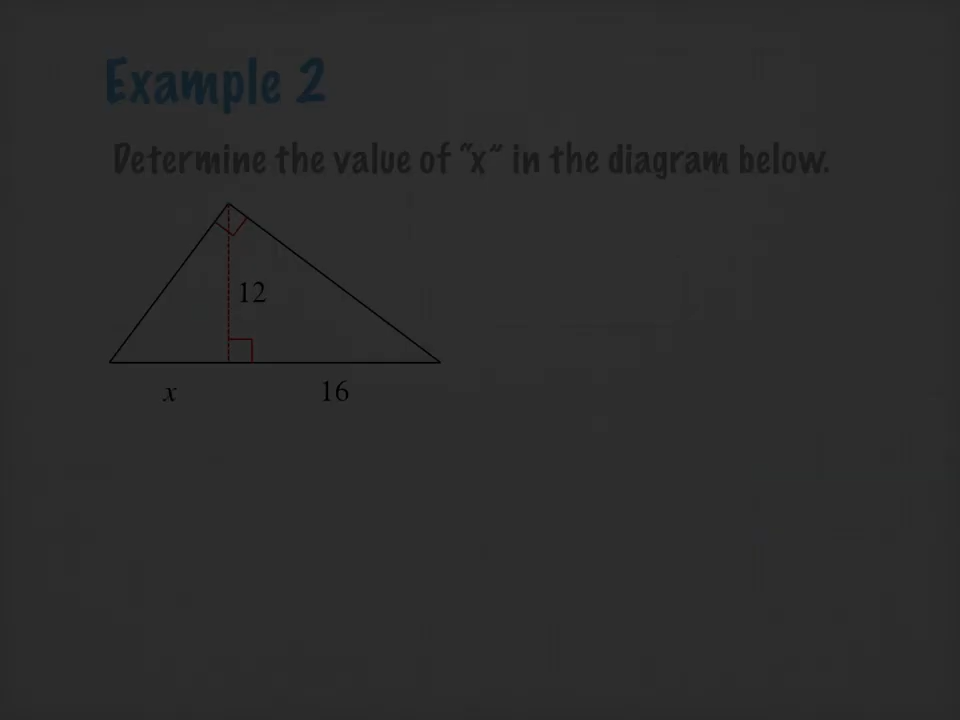 Example 2
Determine the value of “x” in the diagram below.
12
x 16